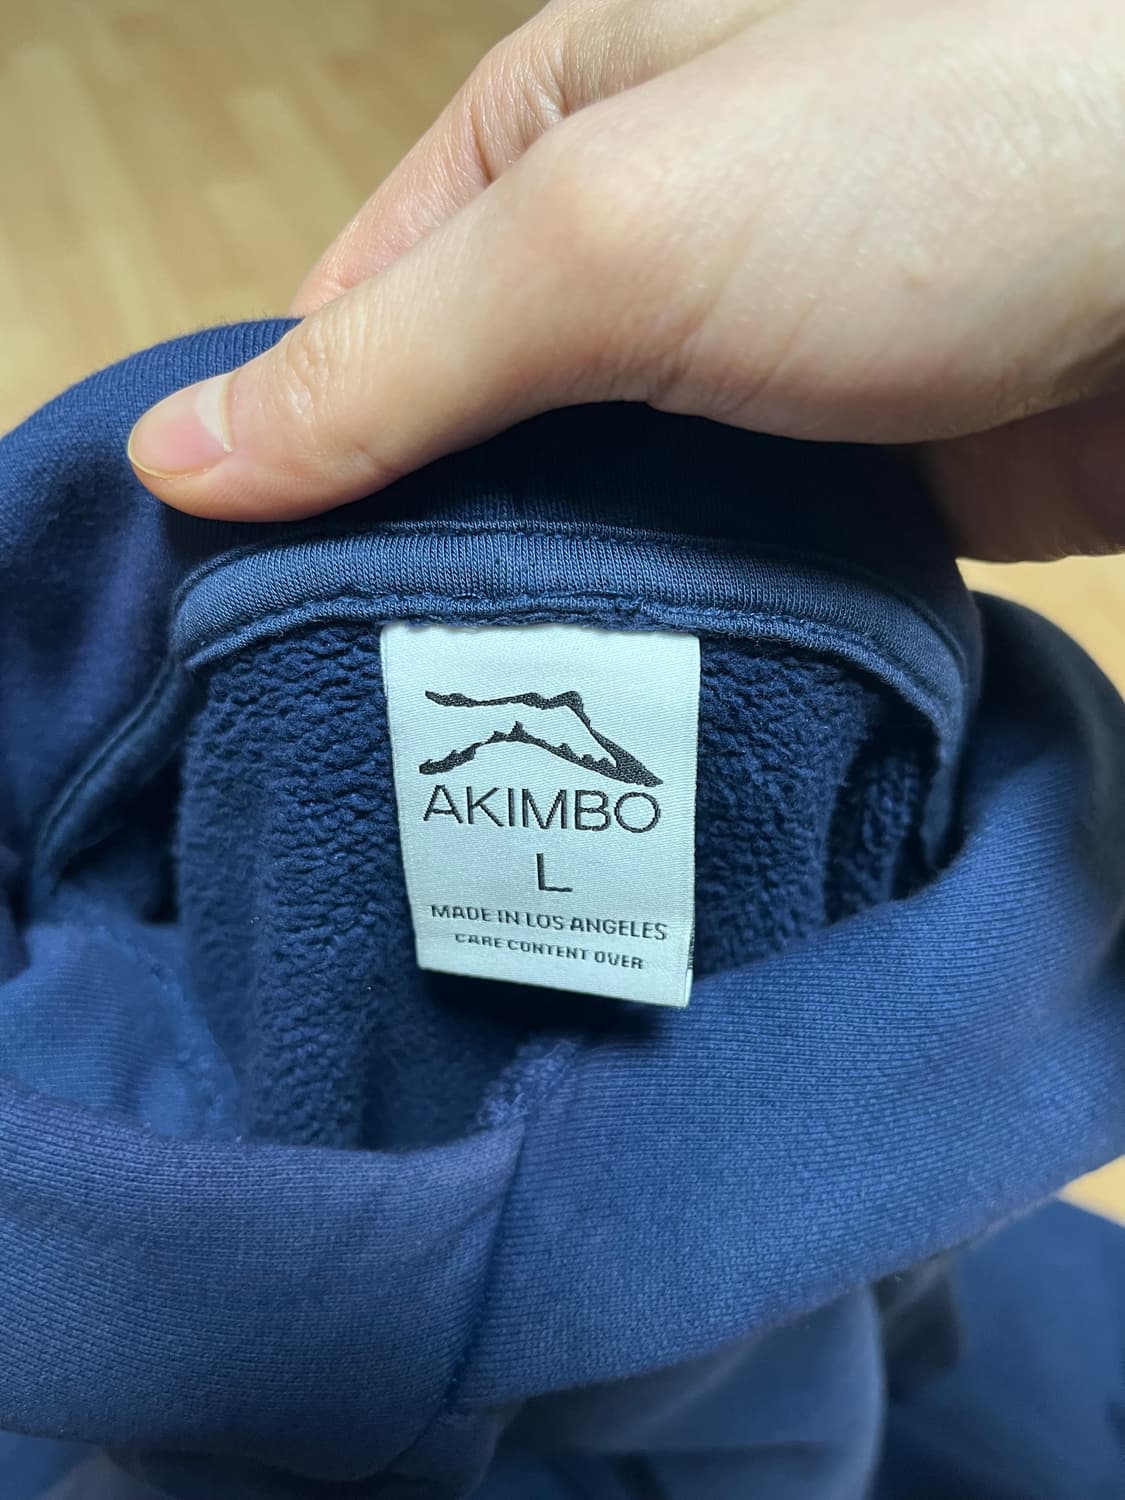 AKIMBO
L
MADE IN LOS ANGELES
CARE CONTENT OVER